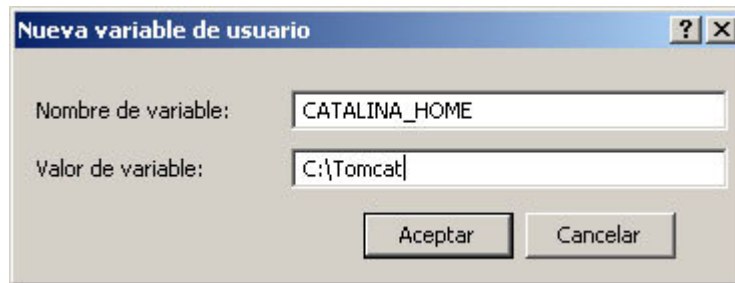 Nueva variable de usuario
Nombre de variable: CATALINA_HOME
Valor de variable: C:\Tomcat
Aceptar Cancelar